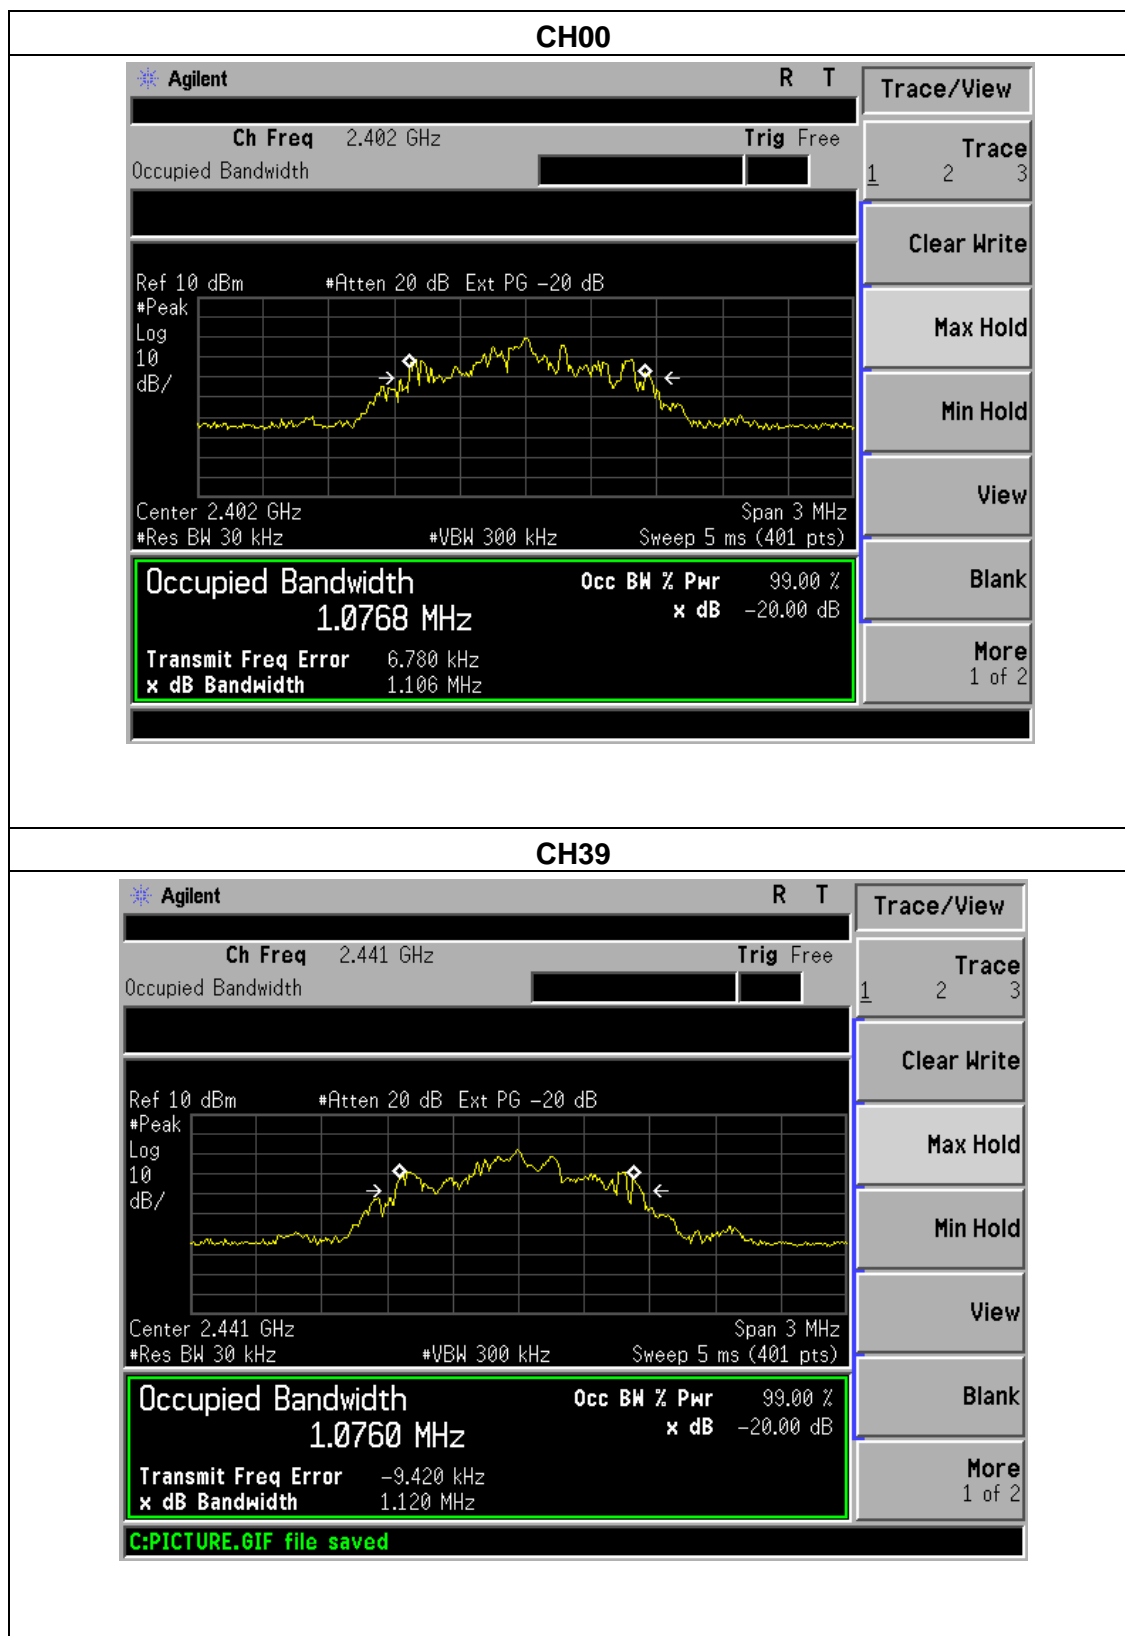 CH00
Agilent R T
Trace/View
Ch Freq 2.402 GHz Trig Free
Occupied Bandwidth
Trace
1 2 3
Clear Write
Ref 10 dBm #Atten 20 dB Ext PG -20 dB
#Peak
Log
10
dB/
Max Hold
Min Hold
View
Center 2.402 GHz Span 3 MHz
#Res BW 30 kHz #VBW 300 kHz Sweep 5 ms (401 pts)
Occupied Bandwidth Occ BW % Pwr 99.00 %
1.0768 MHz x dB -20.00 dB
Blank
Transmit Freq Error 6.780 kHz
x dB Bandwidth 1.106 MHz
More
1 of 2
CH39
Agilent R T
Trace/View
Ch Freq 2.441 GHz Trig Free
Occupied Bandwidth
Trace
1 2 3
Clear Write
Ref 10 dBm #Atten 20 dB Ext PG -20 dB
#Peak
Log
10
dB/
Max Hold
Min Hold
View
Center 2.441 GHz Span 3 MHz
#Res BW 30 kHz #VBW 300 kHz Sweep 5 ms (401 pts)
Occupied Bandwidth Occ BW % Pwr 99.00 %
1.0760 MHz x dB -20.00 dB
Blank
Transmit Freq Error -9.420 kHz
x dB Bandwidth 1.120 MHz
More
1 of 2
C:PICTURE.GIF file saved